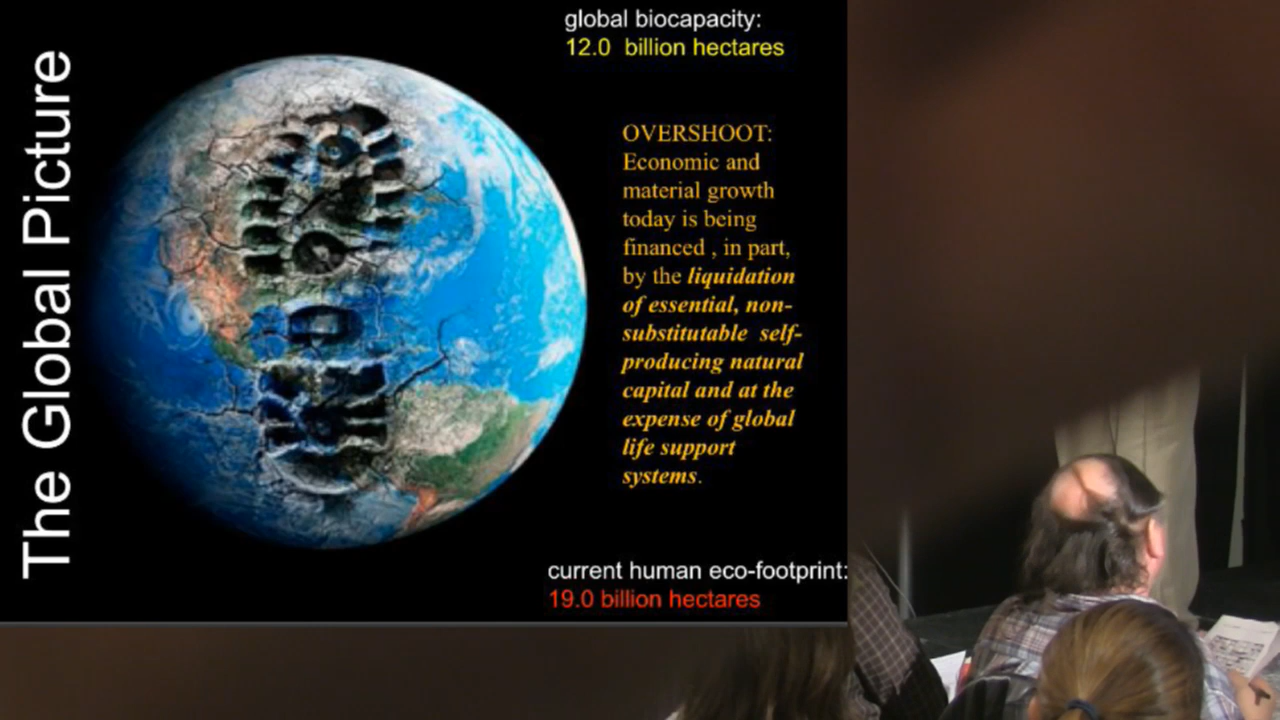 The Global Picture
global biocapacity:
12.0 billion hectares
OVERSHOOT:
Economic and
material growth
today is being
financed , in part,
by the liquidation
of essential, non-
substitutable self-
producing natural
capital and at the
expense of global
life support
systems.
current human eco-footprint:
19.0 billion hectares